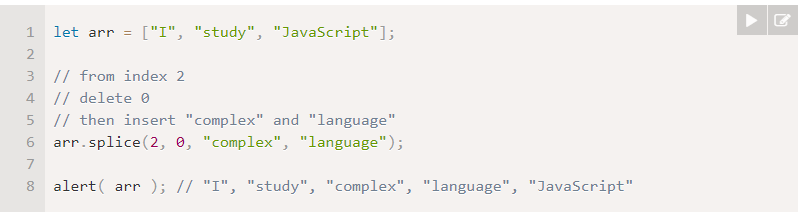 1 let arr = ["I", "study", "JavaScript"];
2
3 // from index 2
4 // delete 0
5 // then insert "complex" and "language"
6 arr.splice(2, 0, "complex", "language");
7
8 alert( arr ); // "I", "study", "complex", "language", "JavaScript"